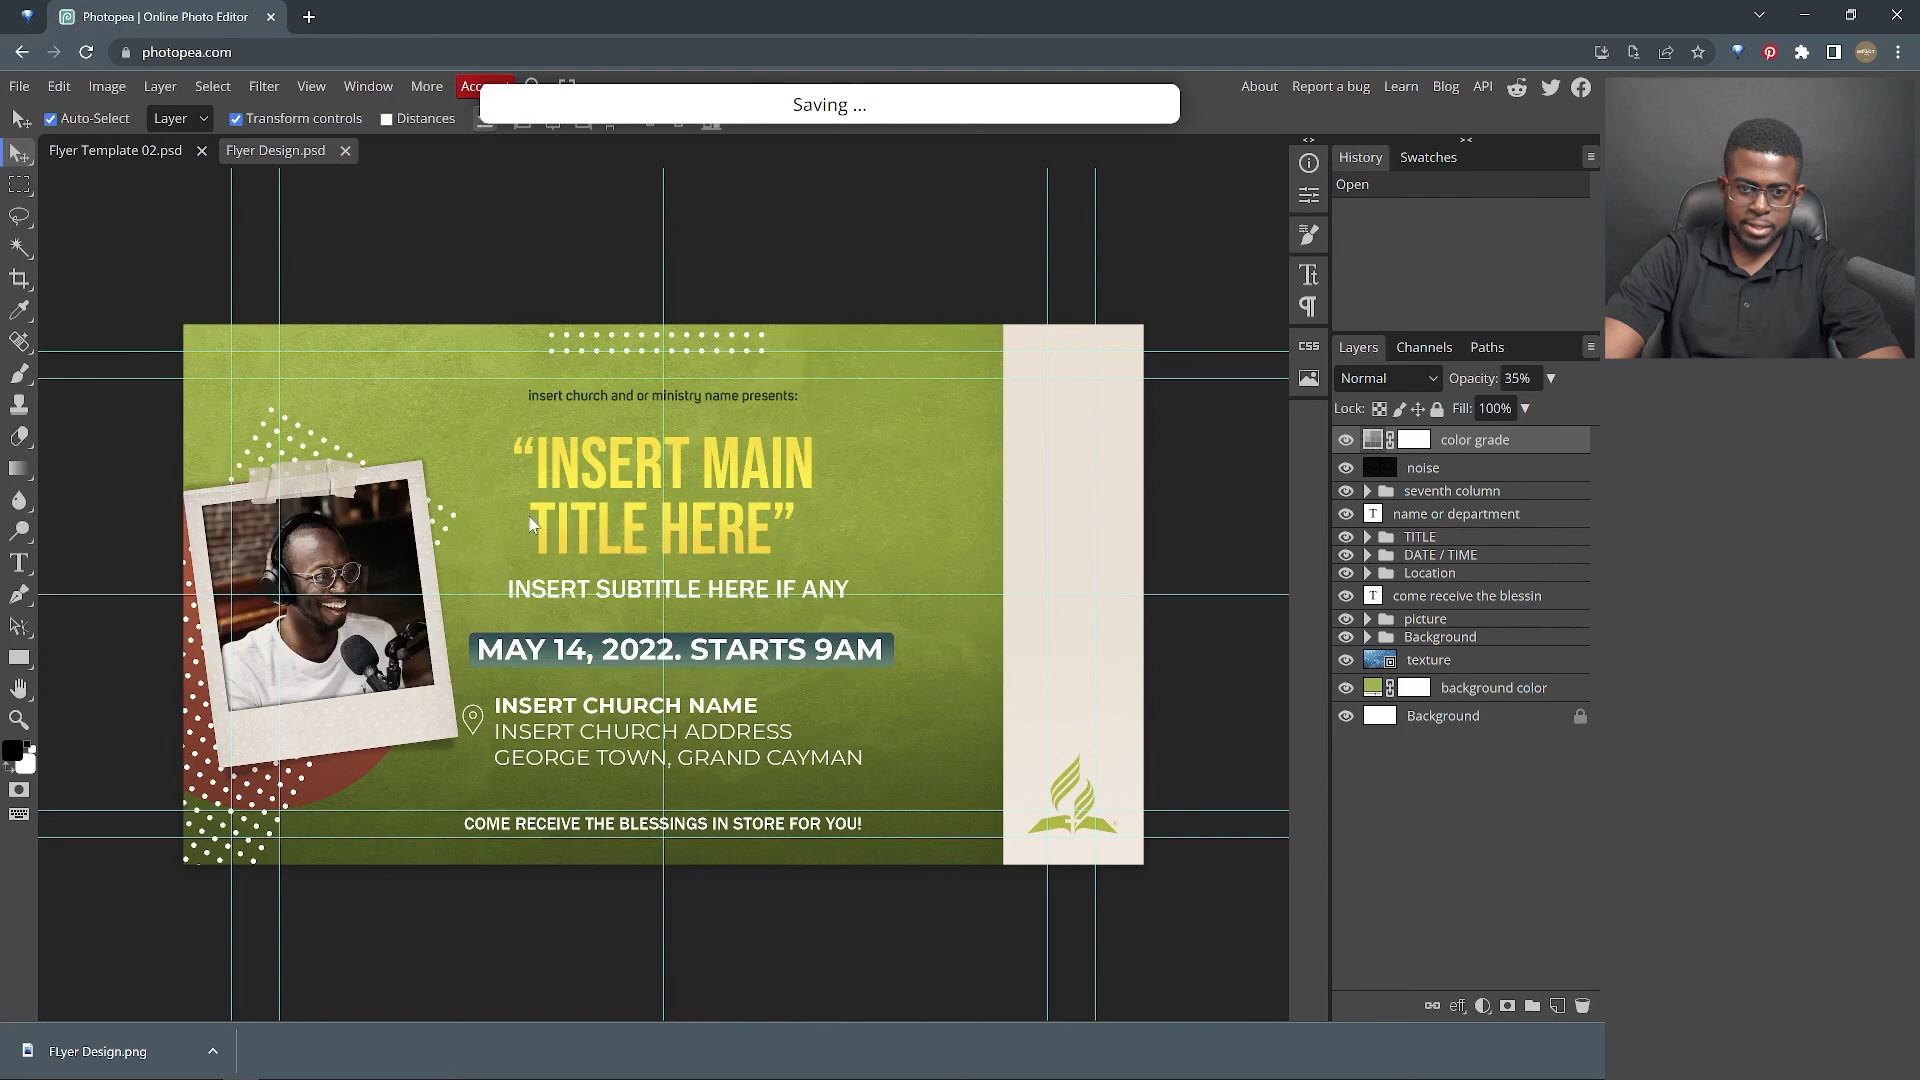 Photopea | Online Photo Editor
photopea.com
File Edit Image Layer Select Filter View Window More
About Report a bug Learn Blog API
Saving ...
Auto-Select Layer Transform controls Distances
Flyer Template 02.psd Flyer Design.psd
insert church and or ministry name presents:
“INSERT MAIN
TITLE HERE”
INSERT SUBTITLE HERE IF ANY
MAY 14, 2022. STARTS 9AM
INSERT CHURCH NAME
INSERT CHURCH ADDRESS
GEORGE TOWN, GRAND CAYMAN
COME RECEIVE THE BLESSINGS IN STORE FOR YOU!
CSS
History Swatches
Open
Layers Channels Paths
Normal Opacity: 35%
Lock: Fill: 100%
color grade
noise
seventh column
name or department
TITLE
DATE / TIME
Location
come receive the blessin
picture
Background
texture
background color
Background
eff
FLyer Design.png